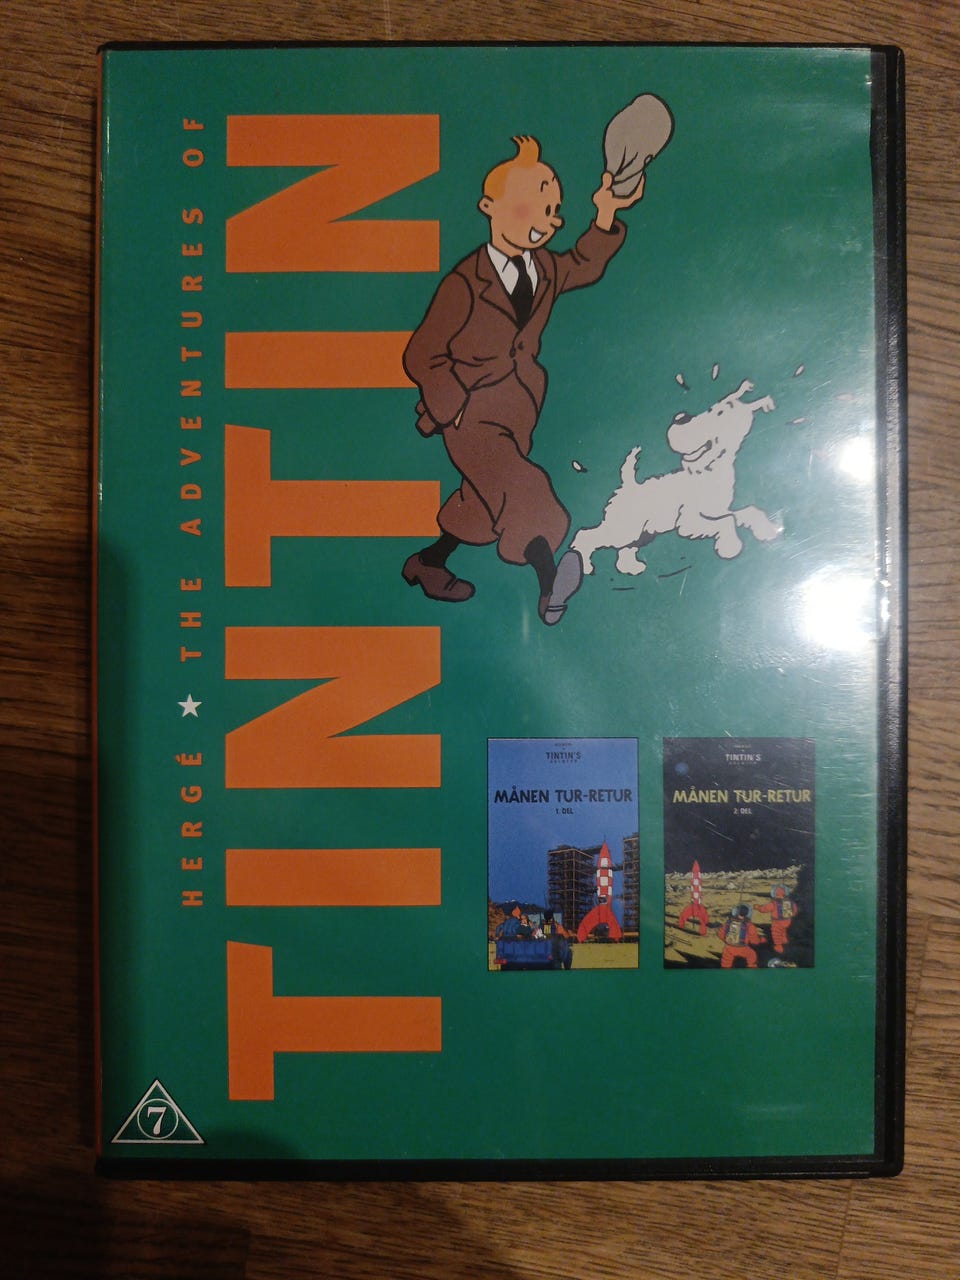 HERGÉ ★ THE ADVENTURES OF
TINTIN
TINTIN'S
MÅNEN TUR-RETUR
1. DEL
TINTIN'S
MÅNEN TUR-RETUR
2. DEL
7